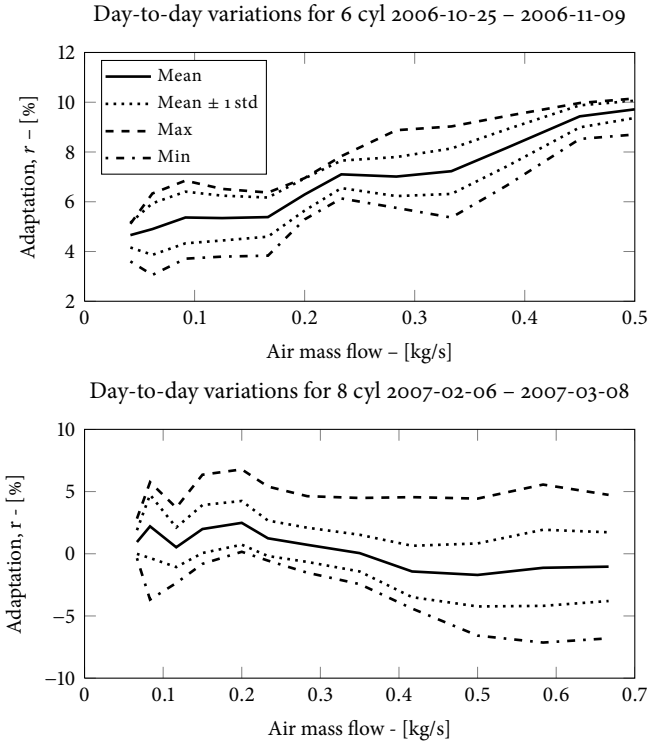 Day-to-day variations for 6 cyl 2006-10-25 – 2006-11-09
12
10
8
6
4
2
Adaptation, r – [%]
Mean
Mean ± 1 std
Max
Min
0 0.1 0.2 0.3 0.4 0.5
Air mass flow – [kg/s]
Day-to-day variations for 8 cyl 2007-02-06 – 2007-03-08
10
5
0
−5
−10
Adaptation, r - [%]
0 0.1 0.2 0.3 0.4 0.5 0.6 0.7
Air mass flow - [kg/s]